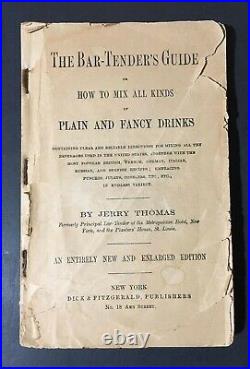 THE BAR-TENDER'S GUIDE
OR
HOW TO MIX ALL KINDS
OF
PLAIN AND FANCY DRINKS
CONTAINING CLEAR AND RELIABLE DIRECTIONS FOR MIXING ALL THE
BEVERAGES USED IN THE UNITED STATES, TOGETHER WITH THE
MOST POPULAR BRITISH, FRENCH, GERMAN, ITALIAN,
RUSSIAN, AND SPANISH RECIPES; EMBRACING
PUNCHES, JULEPS, COBBLERS, ETC., ETC.,
IN ENDLESS VARIETY.
BY JERRY THOMAS
Formerly Principal Bar-Tender at the Metropolitan Hotel, New
York, and the Planters' House, St. Louis.
AN ENTIRELY NEW AND ENLARGED EDITION
NEW YORK
DICK & FITZGERALD, PUBLISHERS
No. 18 ANN STREET.